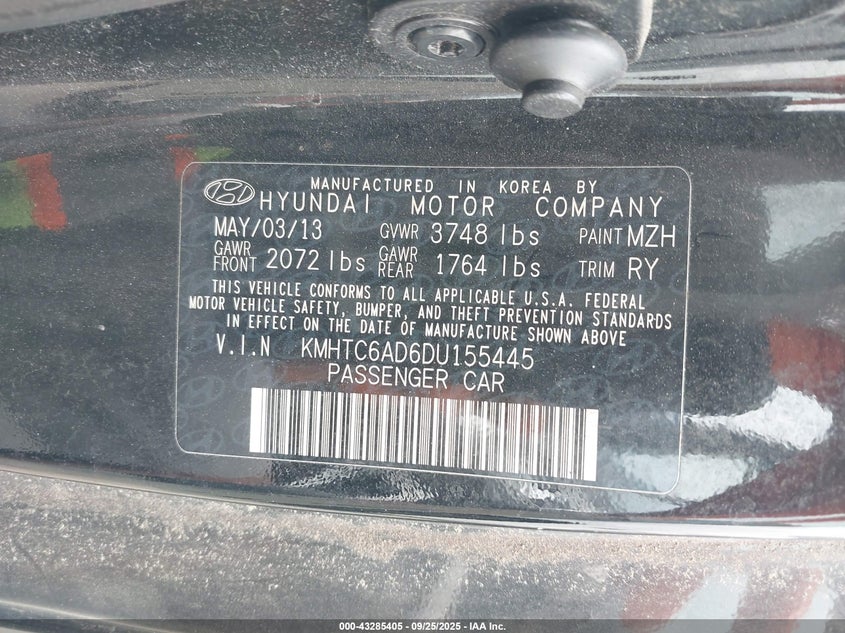 MANUFACTURED IN KOREA BY
HYUNDAI MOTOR COMPANY
MAY/03/13 GVWR 3748 lbs PAINT MZH
GAWR FRONT 2072 lbs GAWR REAR 1764 lbs TRIM RY
THIS VEHICLE CONFORMS TO ALL APPLICABLE U.S.A. FEDERAL
MOTOR VEHICLE SAFETY, BUMPER, AND THEFT PREVENTION STANDARDS
IN EFFECT ON THE DATE OF MANUFACTURE SHOWN ABOVE
V.I.N KMHTC6AD6DU155445
PASSENGER CAR
000-43285405 - 09/25/2025 - IAA Inc.